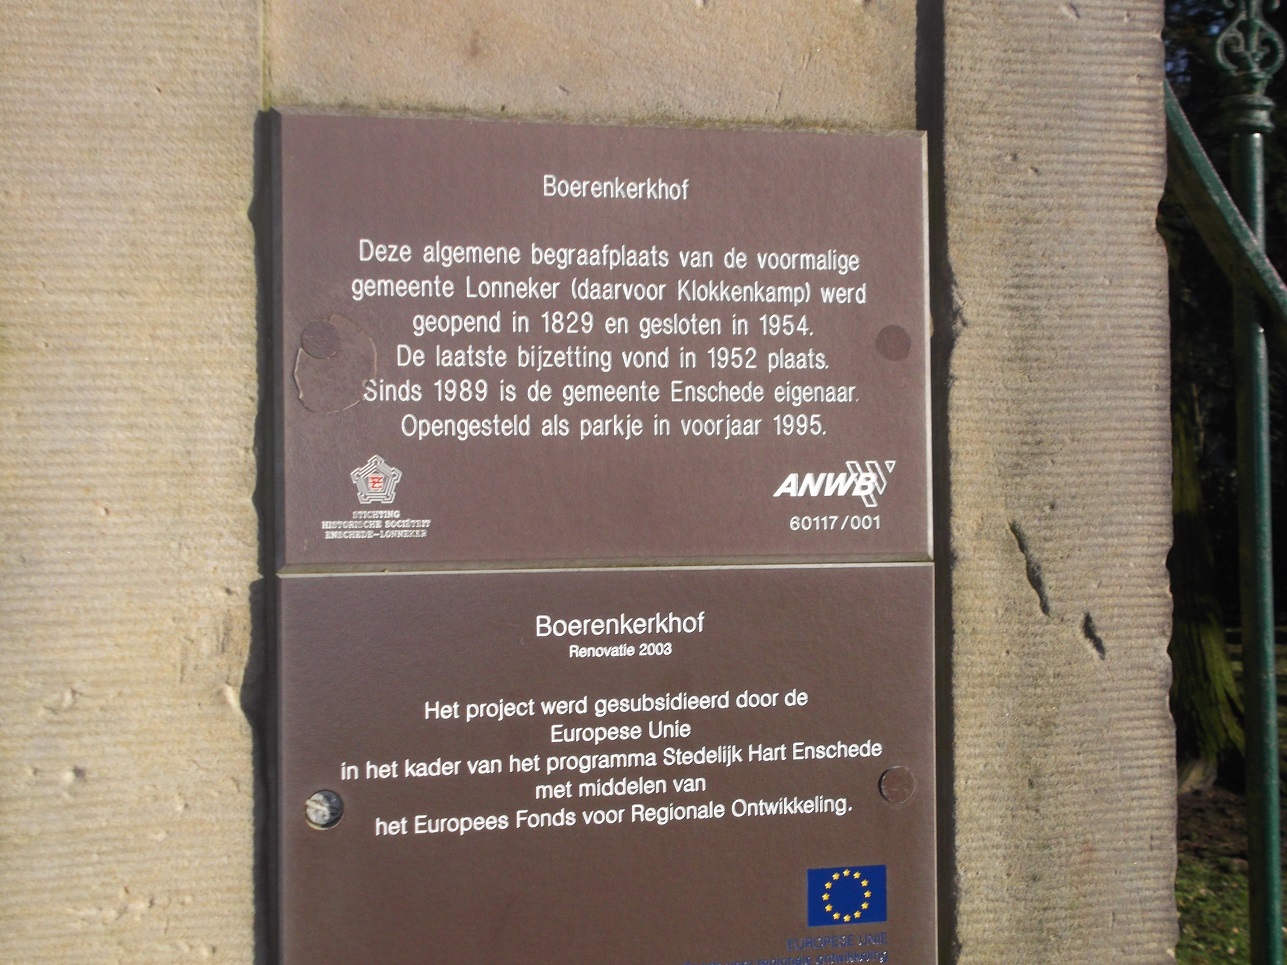 Boerenkerkhof
Deze algemene begraafplaats van de voormalige
gemeente Lonneker (daarvoor Klokkenkamp) werd
geopend in 1829 en gesloten in 1954.
De laatste bijzetting vond in 1952 plaats.
Sinds 1989 is de gemeente Enschede eigenaar.
Opengesteld als parkje in voorjaar 1995.
STICHTING
HISTORISCHE SOCIËTEIT
ENSCHEDE-LONNEKER
ANWB
60117/001
Boerenkerkhof
Renovatie 2003
Het project werd gesubsidieerd door de
Europese Unie
in het kader van het programma Stedelijk Hart Enschede
met middelen van
het Europees Fonds voor Regionale Ontwikkeling.
EUROPESE UNIE